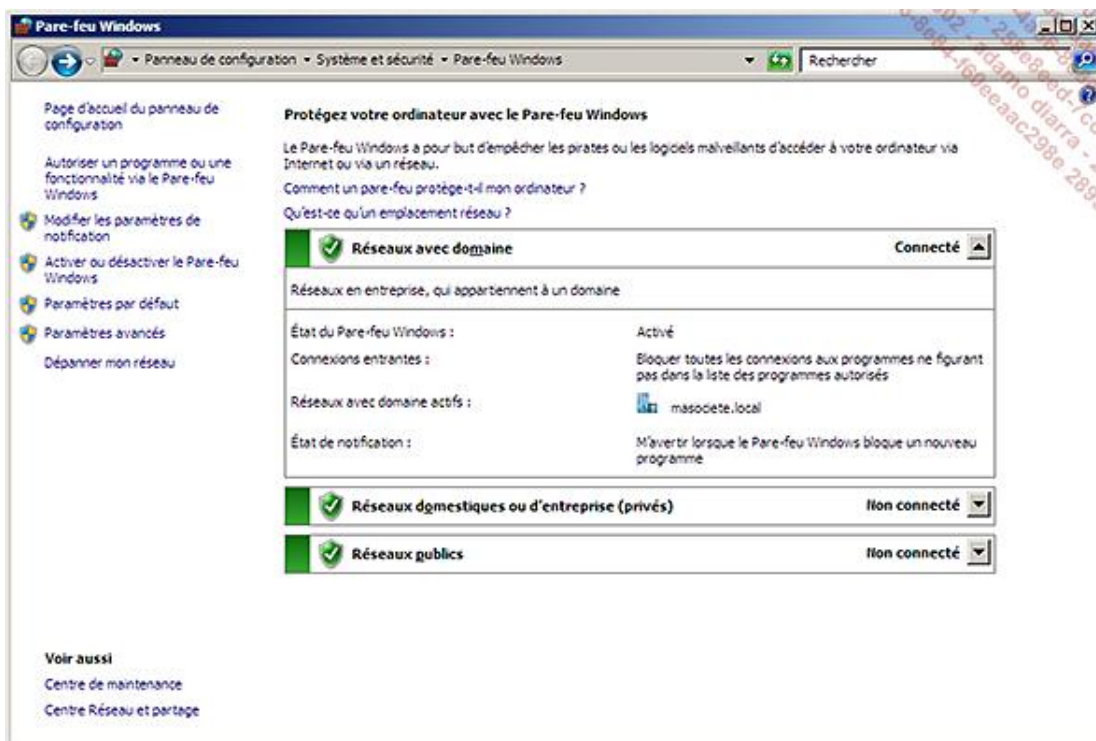 Pare-feu Windows
Panneau de configuration
Système et sécurité
Pare-feu Windows
Rechercher
Page d'accueil du panneau de
configuration
Autoriser un programme ou une
fonctionnalité via le Pare-feu
Windows
Modifier les paramètres de
notification
Activer ou désactiver le Pare-feu
Windows
Paramètres par défaut
Paramètres avancés
Dépanner mon réseau
Voir aussi
Centre de maintenance
Centre Réseau et partage
Protégez votre ordinateur avec le Pare-feu Windows
Le Pare-feu Windows a pour but d'empêcher les pirates ou les logiciels malveillants d'accéder à votre ordinateur via
Internet ou via un réseau.
Comment un pare-feu protège-t-il mon ordinateur ?
Qu'est-ce qu'un emplacement réseau ?
Réseaux avec domaine Connecté
Réseaux en entreprise, qui appartiennent à un domaine
État du Pare-feu Windows : Activé
Connexions entrantes : Bloquer toutes les connexions aux programmes ne figurant
pas dans la liste des programmes autorisés
Réseaux avec domaine actifs : masociete.local
État de notification : M'avertir lorsque le Pare-feu Windows bloque un nouveau
programme
Réseaux domestiques ou d'entreprise (privés) Non connecté
Réseaux publics Non connecté
adamo diarra